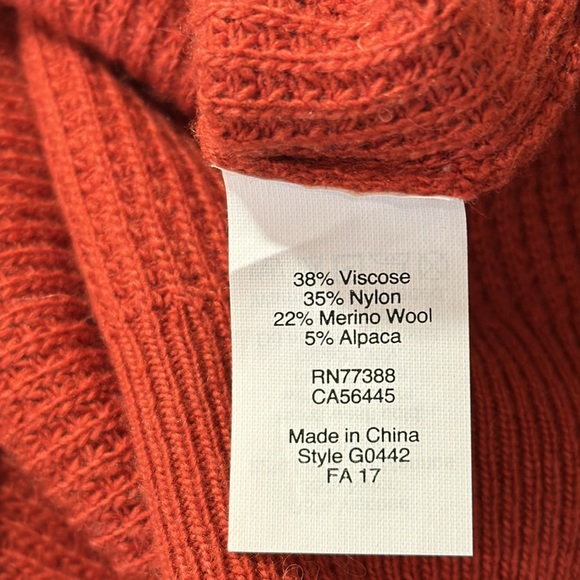 38% Viscose
35% Nylon
22% Merino Wool
5% Alpaca
RN77388
CA56445
Made in China
Style G0442
FA 17